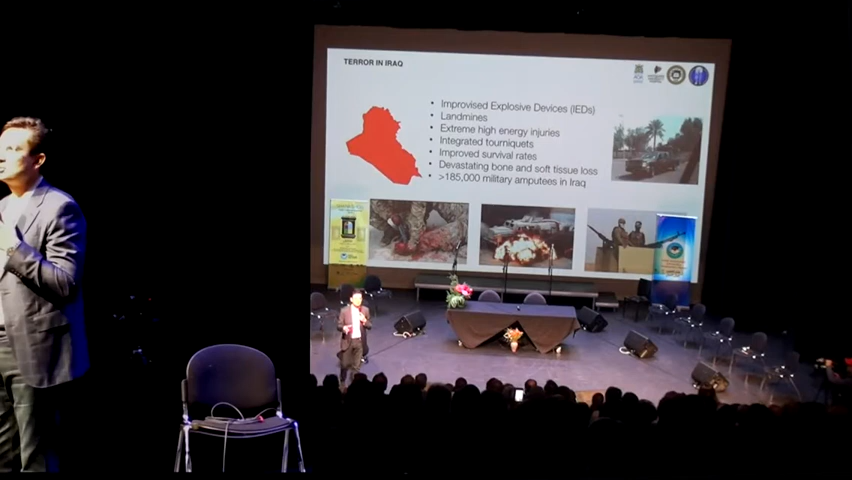 TERROR IN IRAQ
• Improvised Explosive Devices (IEDs)
• Landmines
• Extreme high energy injuries
• Integrated tourniquets
• Improved survival rates
• Devastating bone and soft tissue loss
• >185,000 military amputees in Iraq